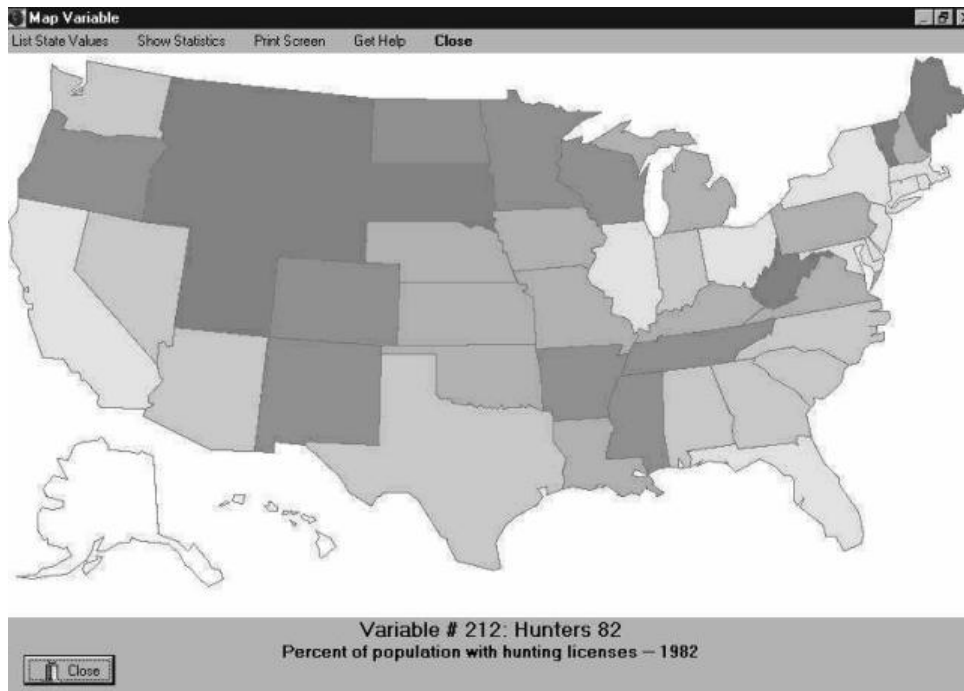 Map Variable
List State Values Show Statistics Print Screen Get Help Close
Variable # 212: Hunters 82
Percent of population with hunting licenses – 1982
Close